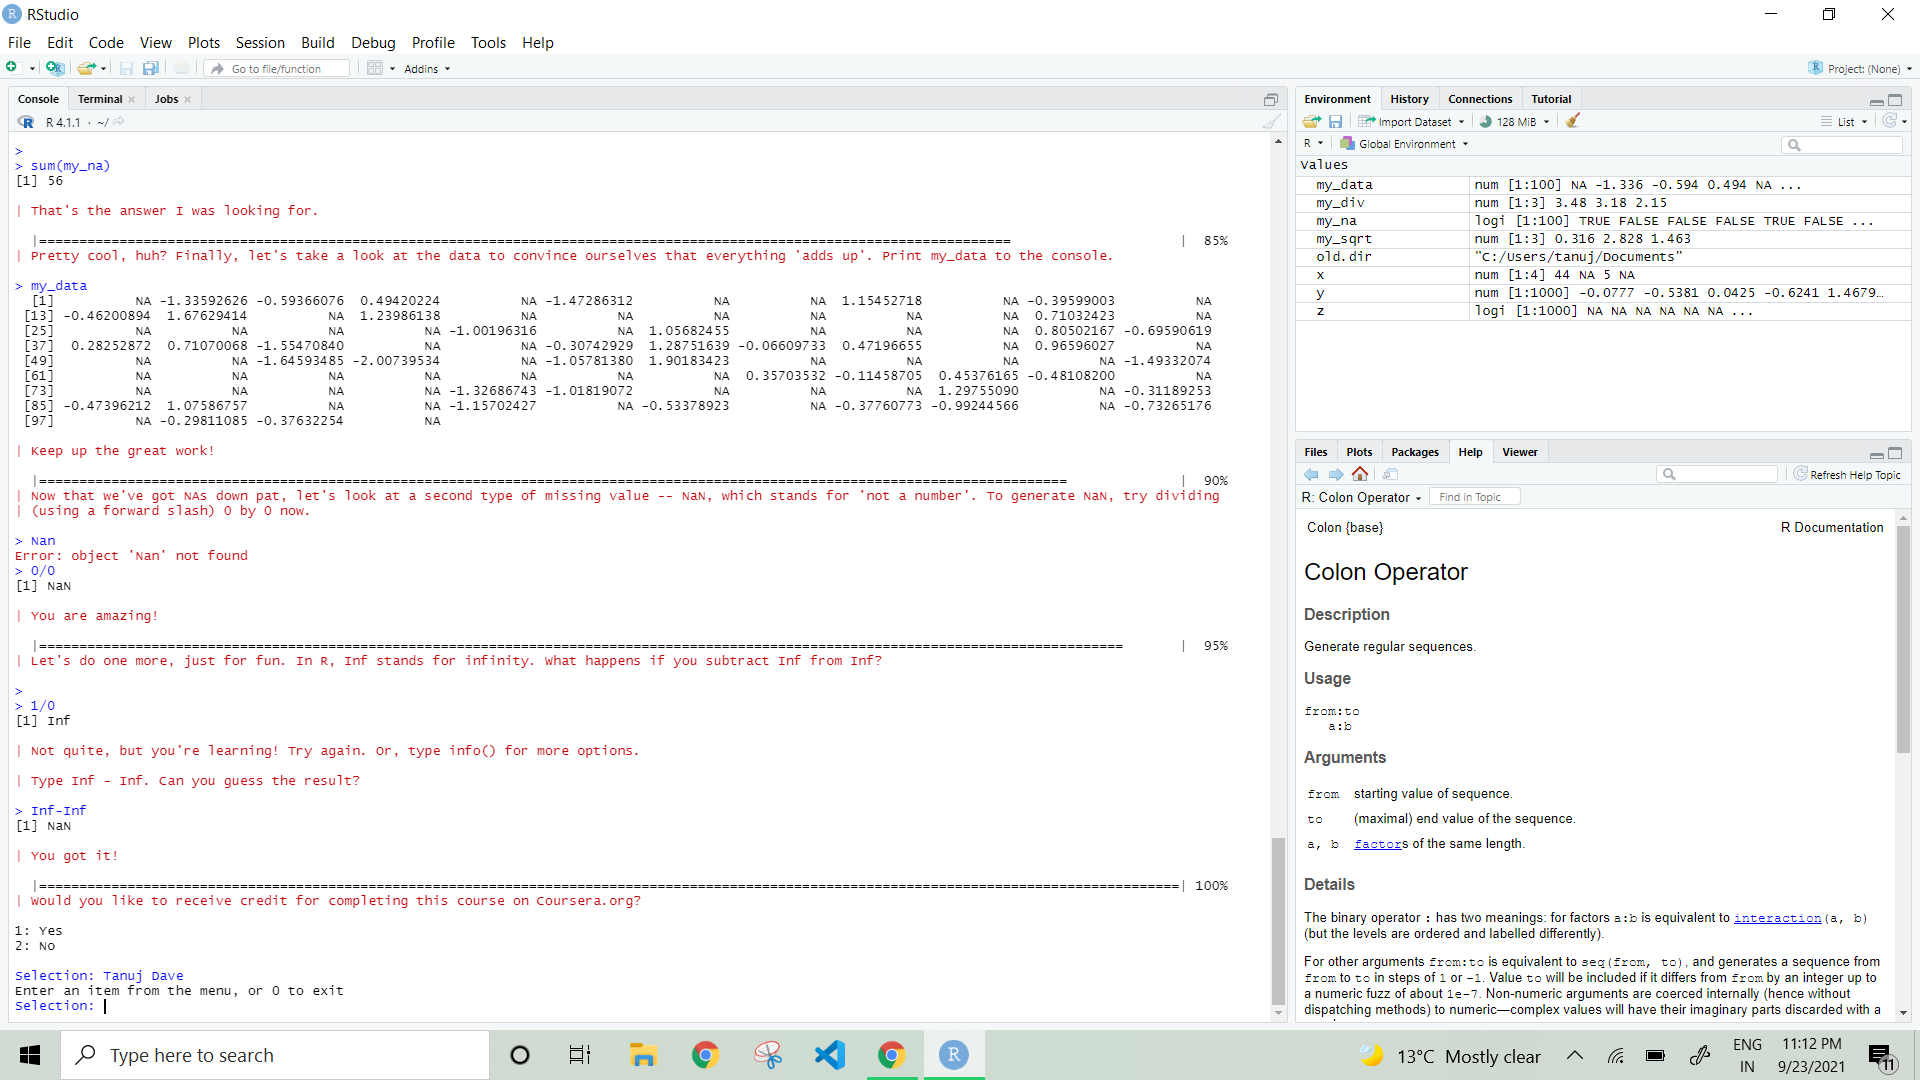 RStudio
File Edit Code View Plots Session Build Debug Profile Tools Help
Go to file/function Addins Project: (None)
Console Terminal Jobs
R 4.1.1 · ~/
>
> sum(my_na)
[1] 56
| That's the answer I was looking for.
|=========================================================================================================================| 85%
| Pretty cool, huh? Finally, let's take a look at the data to convince ourselves that everything 'adds up'. Print my_data to the console.
> my_data
[1] NA -1.33592626 -0.59366076 0.49420224 NA -1.47286312 NA NA 1.15452718 NA -0.39599003 NA
[13] -0.46200894 1.67629414 NA 1.23986138 NA NA NA NA NA NA 0.71032423 NA
[25] NA NA NA NA -1.00196316 NA 1.05682455 NA NA NA 0.80502167 -0.69590619
[37] 0.28252872 0.71070068 -1.55470840 NA NA -0.30742929 1.28751639 -0.06609733 0.47196655 NA 0.96596027 NA
[49] NA NA -1.64593485 -2.00739534 NA -1.05781380 1.90183423 NA NA NA NA -1.49332074
[61] NA NA NA NA NA NA NA 0.35703532 -0.11458705 0.45376165 -0.48108200 NA
[73] NA NA NA NA -1.32686743 -1.01819072 NA NA NA 1.29755090 NA -0.31189253
[85] -0.47396212 1.07586757 NA NA -1.15702427 NA -0.53378923 NA -0.37760773 -0.99244566 NA -0.73265176
[97] NA -0.29811085 -0.37632254 NA
| Keep up the great work!
|================================================================================================================================| 90%
| Now that we've got NAs down pat, let's look at a second type of missing value -- NaN, which stands for 'not a number'. To generate NaN, try dividing
| (using a forward slash) 0 by 0 now.
> Nan
Error: object 'Nan' not found
> 0/0
[1] NaN
| You are amazing!
|=======================================================================================================================================| 95%
| Let's do one more, just for fun. In R, Inf stands for infinity. What happens if you subtract Inf from Inf?
>
> 1/0
[1] Inf
| Not quite, but you're learning! Try again. Or, type info() for more options.
| Type Inf - Inf. Can you guess the result?
> Inf-Inf
[1] NaN
| You got it!
|==============================================================================================================================================| 100%
| Would you like to receive credit for completing this course on Coursera.org?
1: Yes
2: No
Selection: Tanuj Dave
Enter an item from the menu, or 0 to exit
Selection:
Environment History Connections Tutorial
Import Dataset 128 MiB List
R Global Environment
Values
my_data num [1:100] NA -1.336 -0.594 0.494 NA ...
my_div num [1:3] 3.48 3.18 2.15
my_na logi [1:100] TRUE FALSE FALSE FALSE TRUE FALSE ...
my_sqrt num [1:3] 0.316 2.828 1.463
old.dir "C:/Users/tanuj/Documents"
x num [1:4] 44 NA 5 NA
y num [1:1000] -0.0777 -0.5381 0.0425 -0.6241 1.4679…
z logi [1:1000] NA NA NA NA NA NA ...
Files Plots Packages Help Viewer
Refresh Help Topic
R: Colon Operator Find in Topic
Colon {base} R Documentation
Colon Operator
Description
Generate regular sequences.
Usage
from:to
a:b
Arguments
from starting value of sequence.
to (maximal) end value of the sequence.
a, b factors of the same length.
Details
The binary operator : has two meanings: for factors a:b is equivalent to interaction(a, b)
(but the levels are ordered and labelled differently).
For other arguments from:to is equivalent to seq(from, to), and generates a sequence from
from to to in steps of 1 or -1. Value to will be included if it differs from from by an integer up to
a numeric fuzz of about 1e-7. Non-numeric arguments are coerced internally (hence without
dispatching methods) to numeric—complex values will have their imaginary parts discarded with a
Type here to search 13°C Mostly clear ENG IN 11:12 PM 9/23/2021 11